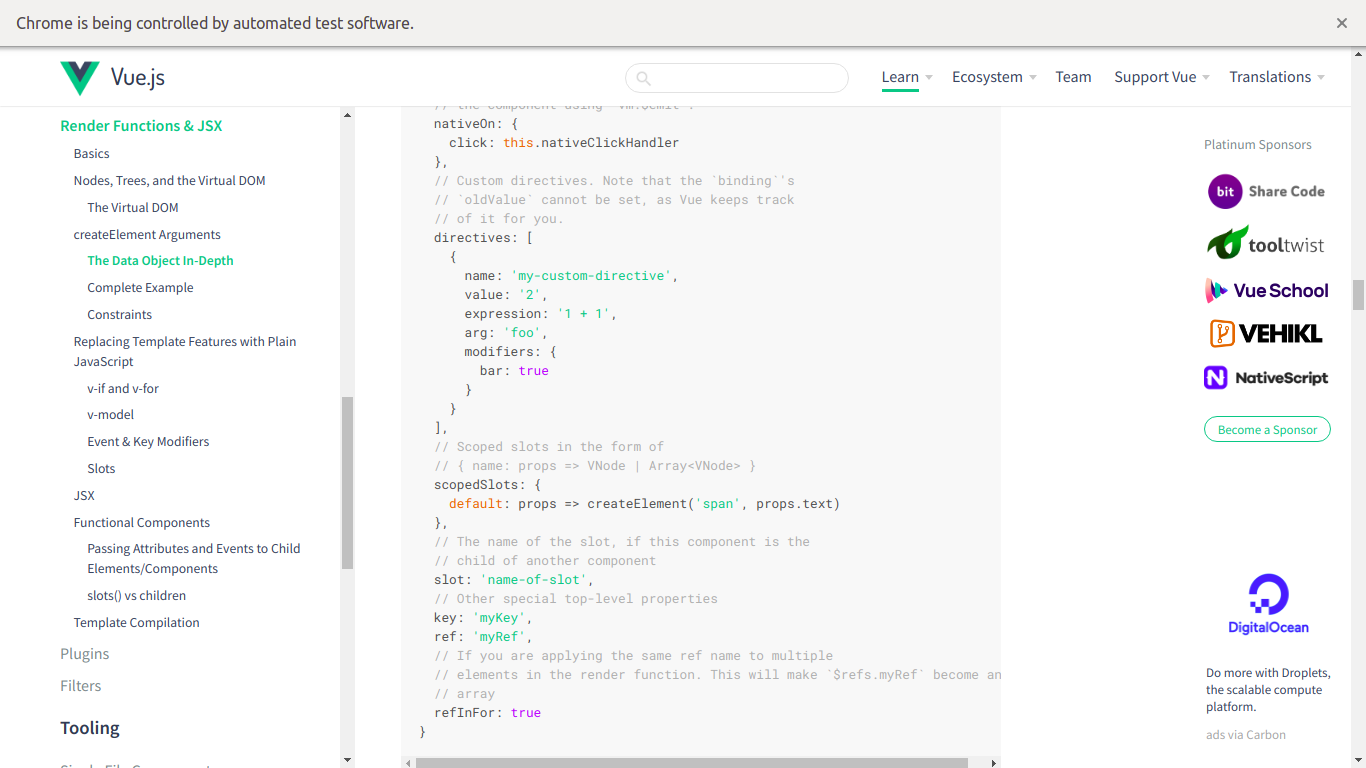 Chrome is being controlled by automated test software.
Vue.js
Learn
Ecosystem
Team
Support Vue
Translations
Render Functions & JSX
Basics
Nodes, Trees, and the Virtual DOM
The Virtual DOM
createElement Arguments
The Data Object In-Depth
Complete Example
Constraints
Replacing Template Features with Plain
JavaScript
v-if and v-for
v-model
Event & Key Modifiers
Slots
JSX
Functional Components
Passing Attributes and Events to Child
Elements/Components
slots() vs children
Template Compilation
Plugins
Filters
Tooling
// the component using `vm.$emit`.
nativeOn: {
click: this.nativeClickHandler
},
// Custom directives. Note that the `binding`'s
// `oldValue` cannot be set, as Vue keeps track
// of it for you.
directives: [
{
name: 'my-custom-directive',
value: '2',
expression: '1 + 1',
arg: 'foo',
modifiers: {
bar: true
}
}
],
// Scoped slots in the form of
// { name: props => VNode | Array<VNode> }
scopedSlots: {
default: props => createElement('span', props.text)
},
// The name of the slot, if this component is the
// child of another component
slot: 'name-of-slot',
// Other special top-level properties
key: 'myKey',
ref: 'myRef',
// If you are applying the same ref name to multiple
// elements in the render function. This will make `$refs.myRef` become an
// array
refInFor: true
}
Platinum Sponsors
bit Share Code
tooltwist
Vue School
VEHIKL
NativeScript
Become a Sponsor
DigitalOcean
Do more with Droplets,
the scalable compute
platform.
ads via Carbon